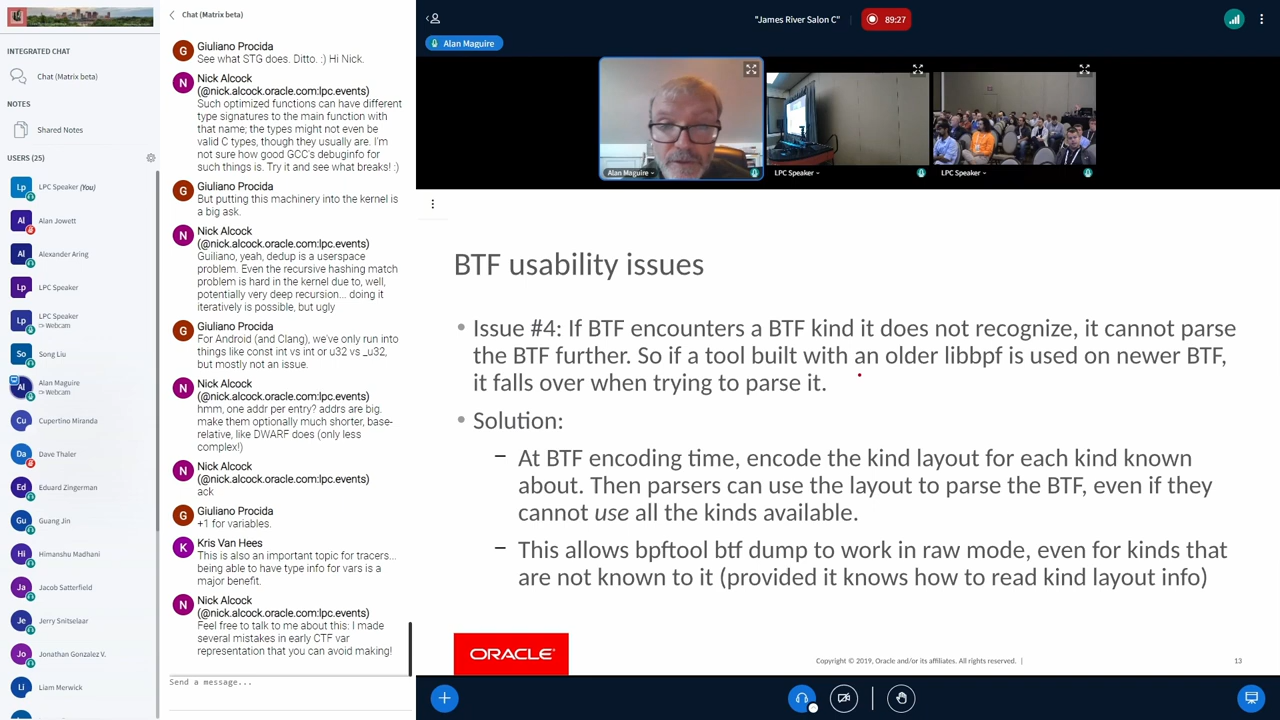 INTEGRATED CHAT
Chat (Matrix beta)
NOTES
Shared Notes
USERS (25)
Lp LPC Speaker (You)
Al Alan Jowett
Al Alexander Aring
Lp LPC Speaker
Lp LPC Speaker
Webcam
So Song Liu
Al Alan Maguire
Webcam
Cu Cupertino Miranda
Da Dave Thaler
Ed Eduard Zingerman
Gu Guang Jin
Hi Himanshu Madhani
Ja Jacob Satterfield
Je Jerry Snitselaar
Jo Jonathan Gonzalez V.
Li Liam Merwick
Chat (Matrix beta)
G Giuliano Procida
See what STG does. Ditto. :) Hi Nick.
N Nick Alcock
(@nick.alcock.oracle.com:lpc.events)
Such optimized functions can have different
type signatures to the main function with
that name; the types might not even be
valid C types, though they usually are. I'm
not sure how good GCC's debuginfo for
such things is. Try it and see what breaks! :)
G Giuliano Procida
But putting this machinery into the kernel is
a big ask.
N Nick Alcock
(@nick.alcock.oracle.com:lpc.events)
Guiliano, yeah, dedup is a userspace
problem. Even the recursive hashing match
problem is hard in the kernel due to, well,
potentially very deep recursion... doing it
iteratively is possible, but ugly
G Giuliano Procida
For Android (and Clang), we've only run into
things like const int vs int or u32 vs _u32,
but mostly not an issue.
N Nick Alcock
(@nick.alcock.oracle.com:lpc.events)
hmm, one addr per entry? addrs are big.
make them optionally much shorter, base-
relative, like DWARF does (only less
complex!)
N Nick Alcock
(@nick.alcock.oracle.com:lpc.events)
ack
G Giuliano Procida
+1 for variables.
K Kris Van Hees
This is also an important topic for tracers...
being able to have type info for vars is a
major benefit.
N Nick Alcock
(@nick.alcock.oracle.com:lpc.events)
Feel free to talk to me about this: I made
several mistakes in early CTF var
representation that you can avoid making!
Send a message...
"James River Salon C"
89:27
Alan Maguire
Alan Maguire
LPC Speaker
LPC Speaker
BTF usability issues
• Issue #4: If BTF encounters a BTF kind it does not recognize, it cannot parse
the BTF further. So if a tool built with an older libbpf is used on newer BTF,
it falls over when trying to parse it.
• Solution:
– At BTF encoding time, encode the kind layout for each kind known
about. Then parsers can use the layout to parse the BTF, even if they
cannot use all the kinds available.
– This allows bpftool btf dump to work in raw mode, even for kinds that
are not known to it (provided it knows how to read kind layout info)
ORACLE
Copyright © 2019, Oracle and/or its affiliates. All rights reserved. |
13